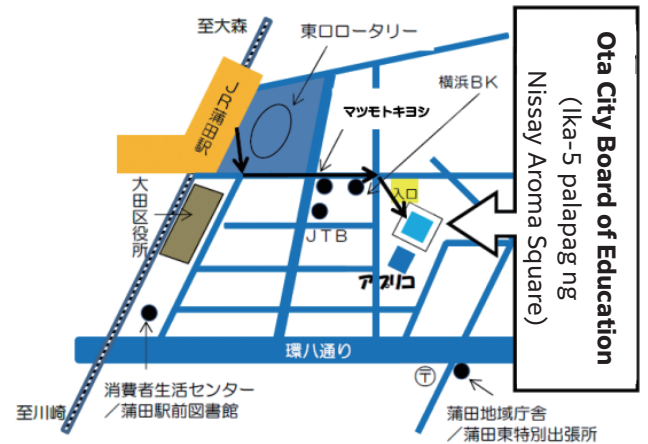 至大森
東口ロータリー
JR蒲田駅
横浜BK
マツモトキヨシ
入口
大田区役所
JTB
アプリコ
環八通り
消費者生活センター
/蒲田駅前図書館
至川崎
〒
蒲田地域庁舎
/蒲田東特別出張所
Ota City Board of Education
(Ika-5 palapag ng
Nissay Aroma Square)